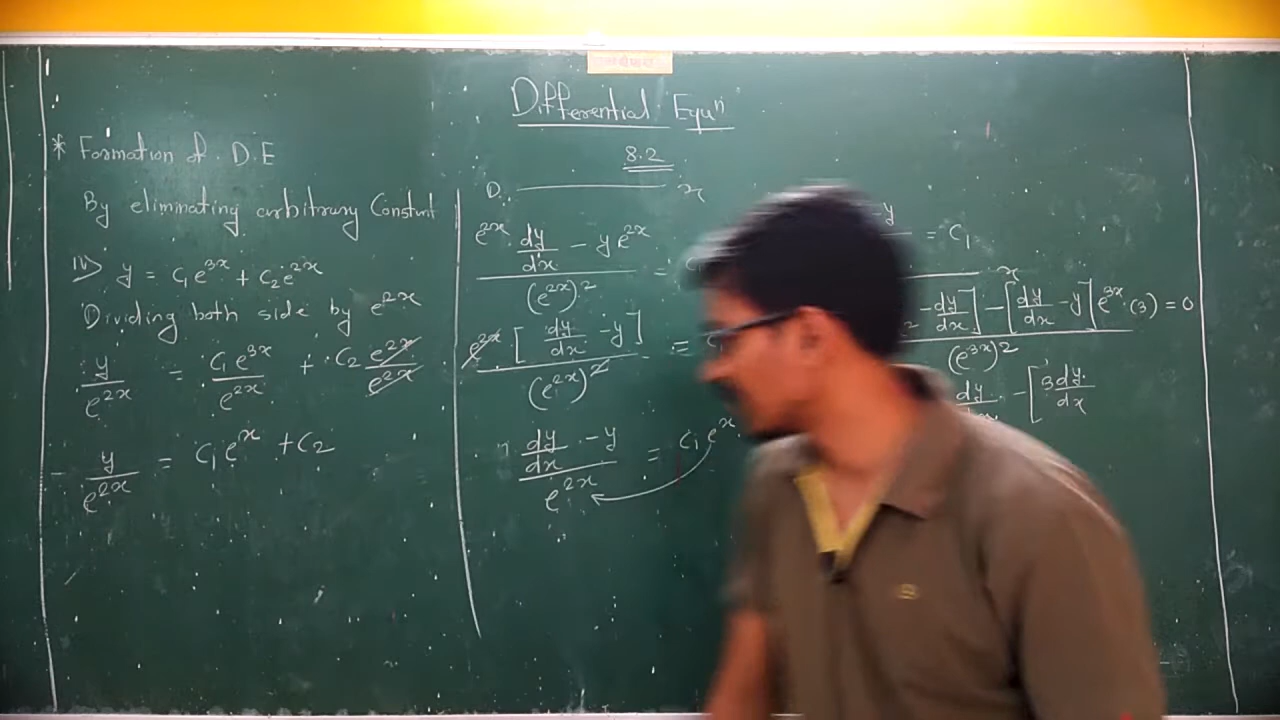 Differential Equⁿ
* Formation of D.E
By eliminating arbitrary Constant
IV> y = C₁e^3x + C₂e^2x
Dividing both side by e^2x
y/e^2x = C₁e^3x/e^2x + C₂ e^2x/e^2x
y/e^2x = C₁e^x + C₂
8.2
D. x
(e^2x · dy/dx - y e^2x)/(e^2x)² =
e^2x [dy/dx - y]/(e^2x)² =
(dy/dx - y)/e^2x = C₁e^x
-y = C₁
x
- dy/dx] - [dy/dx - y] e^3x · (3) = 0
(e^3x)²
dy/dx - [3 dy/dx